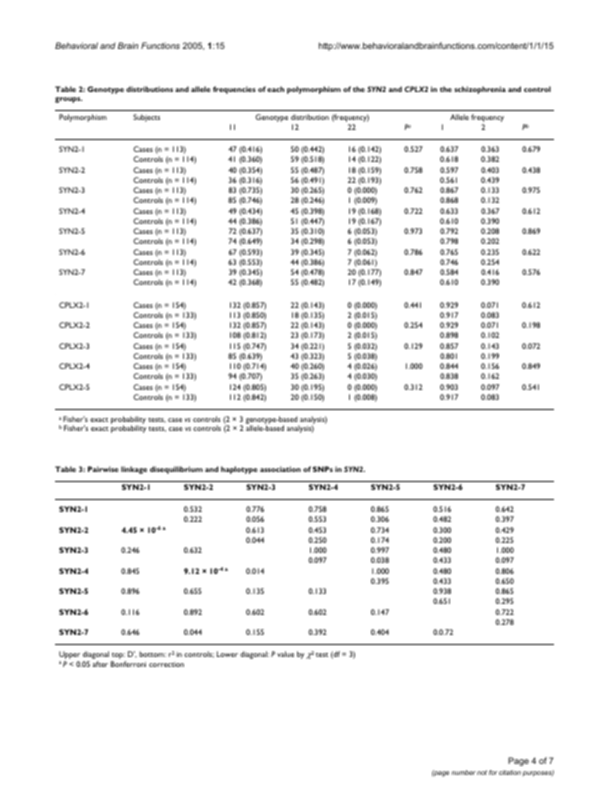 Behavioral and Brain Functions 2005, 1:15 http://www.behavioralandbrainfunctions.com/content/1/1/15
Table 2: Genotype distributions and allele frequencies of each polymorphism of the SYN2 and CPLX2 in the schizophrenia and control
groups.
Polymorphism Subjects Genotype distribution (frequency) Allele frequency
11 12 22 Pᵃ 1 2 Pᵇ
SYN2-1 Cases (n = 113) 47 (0.416) 50 (0.442) 16 (0.142) 0.527 0.637 0.363 0.679
Controls (n = 114) 41 (0.360) 59 (0.518) 14 (0.122) 0.618 0.382
SYN2-2 Cases (n = 113) 40 (0.354) 55 (0.487) 18 (0.159) 0.758 0.597 0.403 0.438
Controls (n = 114) 36 (0.316) 56 (0.491) 22 (0.193) 0.561 0.439
SYN2-3 Cases (n = 113) 83 (0.735) 30 (0.265) 0 (0.000) 0.762 0.867 0.133 0.975
Controls (n = 114) 85 (0.746) 28 (0.246) 1 (0.009) 0.868 0.132
SYN2-4 Cases (n = 113) 49 (0.434) 45 (0.398) 19 (0.168) 0.722 0.633 0.367 0.612
Controls (n = 114) 44 (0.386) 51 (0.447) 19 (0.167) 0.610 0.390
SYN2-5 Cases (n = 113) 72 (0.637) 35 (0.310) 6 (0.053) 0.973 0.792 0.208 0.869
Controls (n = 114) 74 (0.649) 34 (0.298) 6 (0.053) 0.798 0.202
SYN2-6 Cases (n = 113) 67 (0.593) 39 (0.345) 7 (0.062) 0.786 0.765 0.235 0.622
Controls (n = 114) 63 (0.553) 44 (0.386) 7 (0.061) 0.746 0.254
SYN2-7 Cases (n = 113) 39 (0.345) 54 (0.478) 20 (0.177) 0.847 0.584 0.416 0.576
Controls (n = 114) 42 (0.368) 55 (0.482) 17 (0.149) 0.610 0.390
CPLX2-1 Cases (n = 154) 132 (0.857) 22 (0.143) 0 (0.000) 0.441 0.929 0.071 0.612
Controls (n = 133) 113 (0.850) 18 (0.135) 2 (0.015) 0.917 0.083
CPLX2-2 Cases (n = 154) 132 (0.857) 22 (0.143) 0 (0.000) 0.254 0.929 0.071 0.198
Controls (n = 133) 108 (0.812) 23 (0.173) 2 (0.015) 0.898 0.102
CPLX2-3 Cases (n = 154) 115 (0.747) 34 (0.221) 5 (0.032) 0.129 0.857 0.143 0.072
Controls (n = 133) 85 (0.639) 43 (0.323) 5 (0.038) 0.801 0.199
CPLX2-4 Cases (n = 154) 110 (0.714) 40 (0.260) 4 (0.026) 1.000 0.844 0.156 0.849
Controls (n = 133) 94 (0.707) 35 (0.263) 4 (0.030) 0.838 0.162
CPLX2-5 Cases (n = 154) 124 (0.805) 30 (0.195) 0 (0.000) 0.312 0.903 0.097 0.541
Controls (n = 133) 112 (0.842) 20 (0.150) 1 (0.008) 0.917 0.083
ᵃ Fisher's exact probability tests, case vs controls (2 × 3 genotype-based analysis)
ᵇ Fisher's exact probability tests, case vs controls (2 × 2 allele-based analysis)
Table 3: Pairwise linkage disequilibrium and haplotype association of SNPs in SYN2.
SYN2-1 SYN2-2 SYN2-3 SYN2-4 SYN2-5 SYN2-6 SYN2-7
SYN2-1 0.532 0.776 0.758 0.865 0.516 0.642
0.222 0.056 0.553 0.306 0.482 0.397
SYN2-2 4.45 × 10 0.613 0.453 0.734 0.300 0.429
0.044 0.250 0.174 0.200 0.225
SYN2-3 0.246 0.632 1.000 0.997 0.480 1.000
0.097 0.038 0.433 0.097
SYN2-4 0.845 9.12 × 10 0.014 1.000 0.480 0.806
0.395 0.433 0.650
SYN2-5 0.896 0.655 0.135 0.133 0.938 0.865
0.651 0.295
SYN2-6 0.116 0.892 0.602 0.602 0.147 0.722
0.278
SYN2-7 0.646 0.044 0.155 0.392 0.404 0.0.72
Upper diagonal top: D', bottom: r² in controls; Lower diagonal: P value by χ² test (df = 3)
ᵃ P < 0.05 after Bonferroni correction
Page 4 of 7
(page number not for citation purposes)